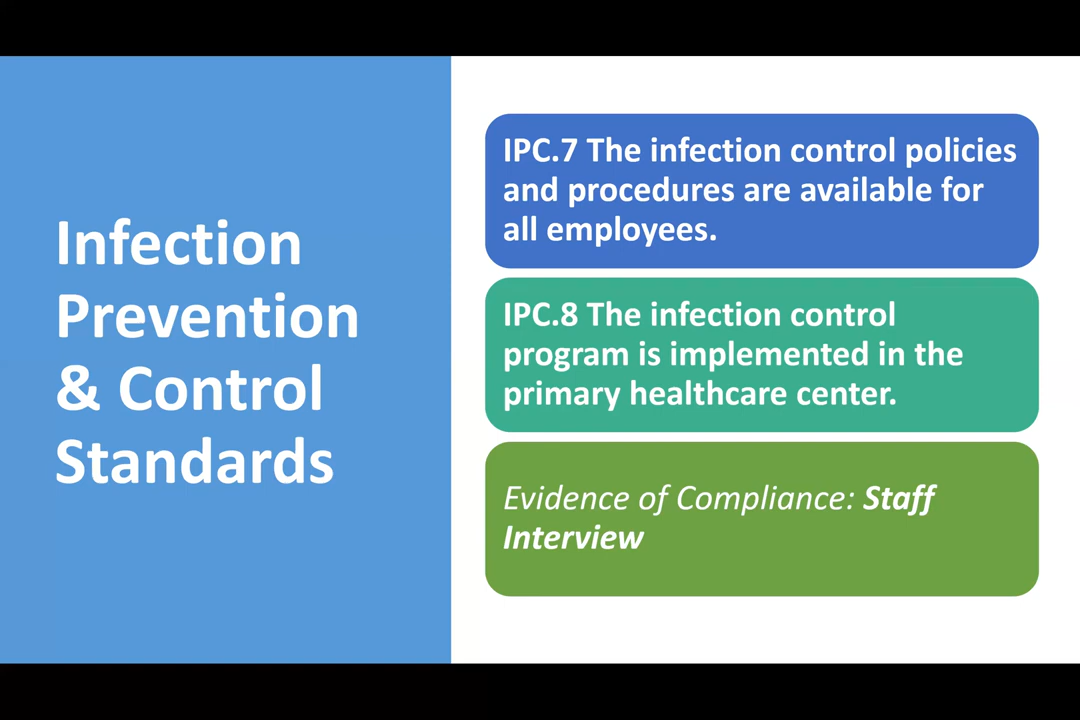 Infection
Prevention
& Control
Standards
IPC.7 The infection control policies
and procedures are available for
all employees.
IPC.8 The infection control
program is implemented in the
primary healthcare center.
Evidence of Compliance: Staff
Interview